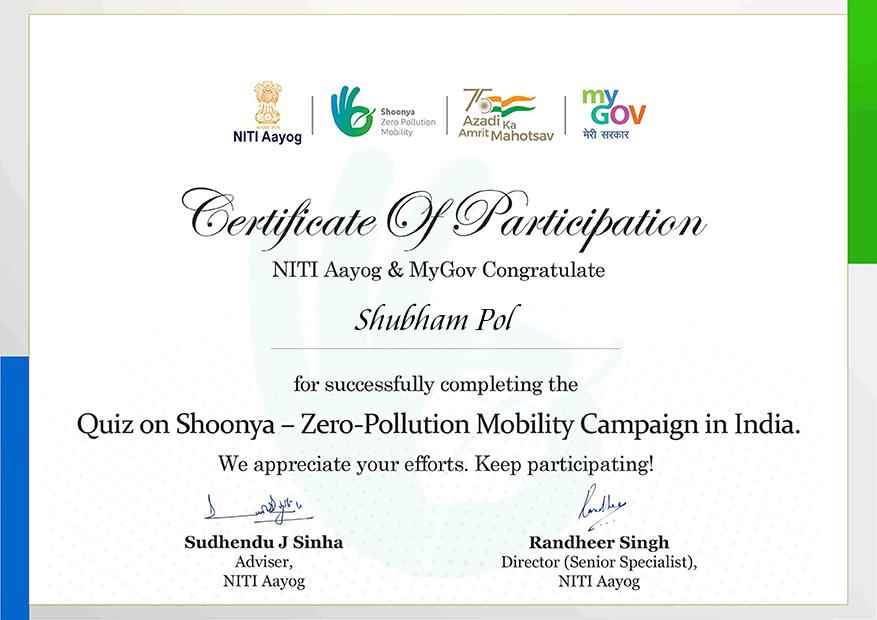 NITI Aayog
Shoonya
Zero Pollution
Mobility
75
Azadi Ka
Amrit Mahotsav
my
GOV
मेरी सरकार
Certificate Of Participation
NITI Aayog & MyGov Congratulate
Shubham Pol
for successfully completing the
Quiz on Shoonya – Zero-Pollution Mobility Campaign in India.
We appreciate your efforts. Keep participating!
Sudhendu J Sinha
Adviser,
NITI Aayog
Randheer Singh
Director (Senior Specialist),
NITI Aayog